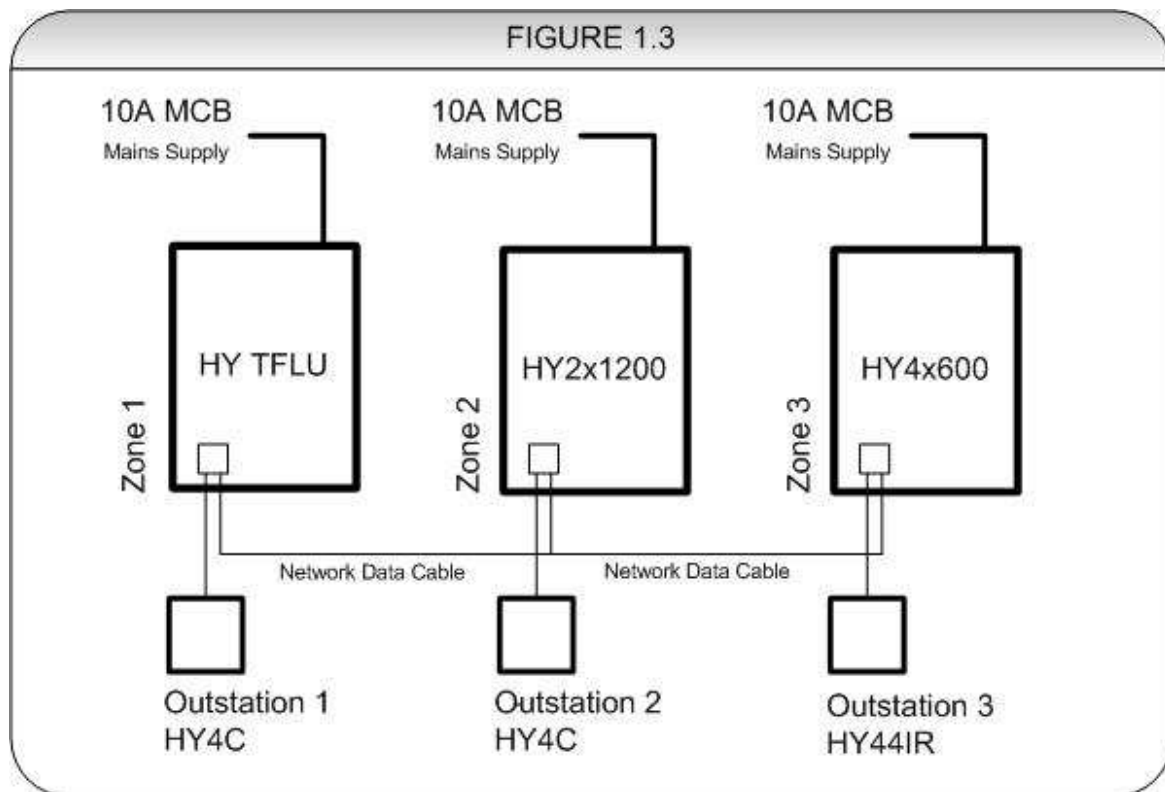 FIGURE 1.3
10A MCB
Mains Supply
10A MCB
Mains Supply
10A MCB
Mains Supply
HY TFLU
HY2x1200
HY4x600
Zone 1
Zone 2
Zone 3
Network Data Cable
Network Data Cable
Outstation 1
HY4C
Outstation 2
HY4C
Outstation 3
HY44IR